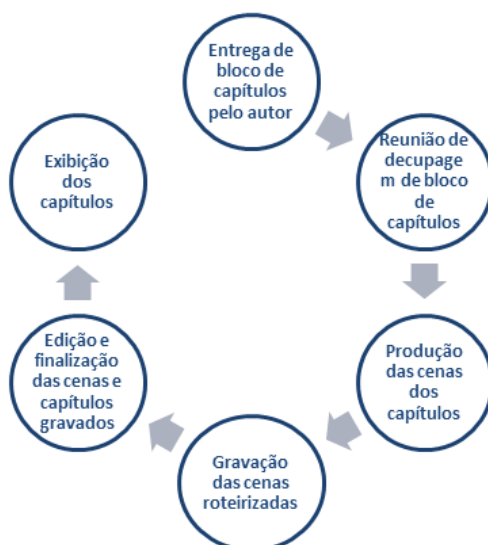 Entrega de
bloco de
capítulos
pelo autor
Reunião de
decupage
m de bloco
de
capítulos
Produção
das cenas
dos
capítulos
Gravação
das cenas
roteirizadas
Edição e
finalização
das cenas e
capítulos
gravados
Exibição
dos
capítulos